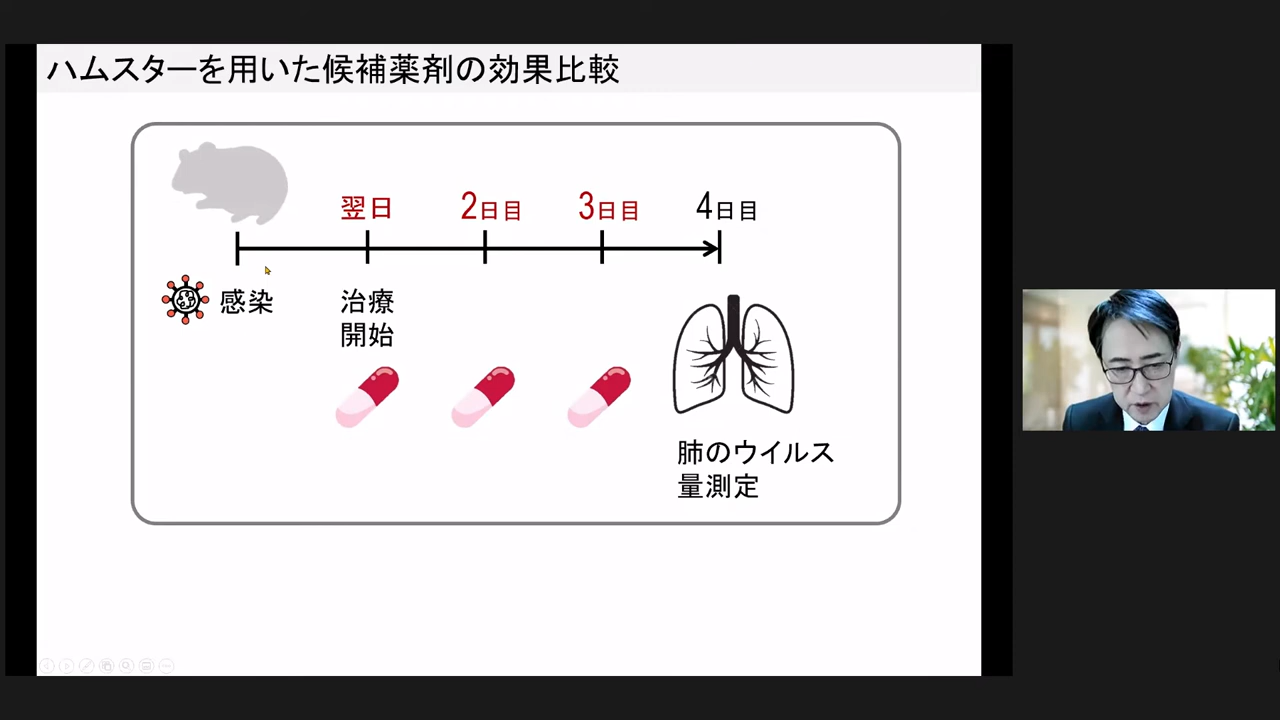 ハムスターを用いた候補薬剤の効果比較
翌日
2日目
3日目
4日目
感染
治療
開始
肺のウイルス
量測定